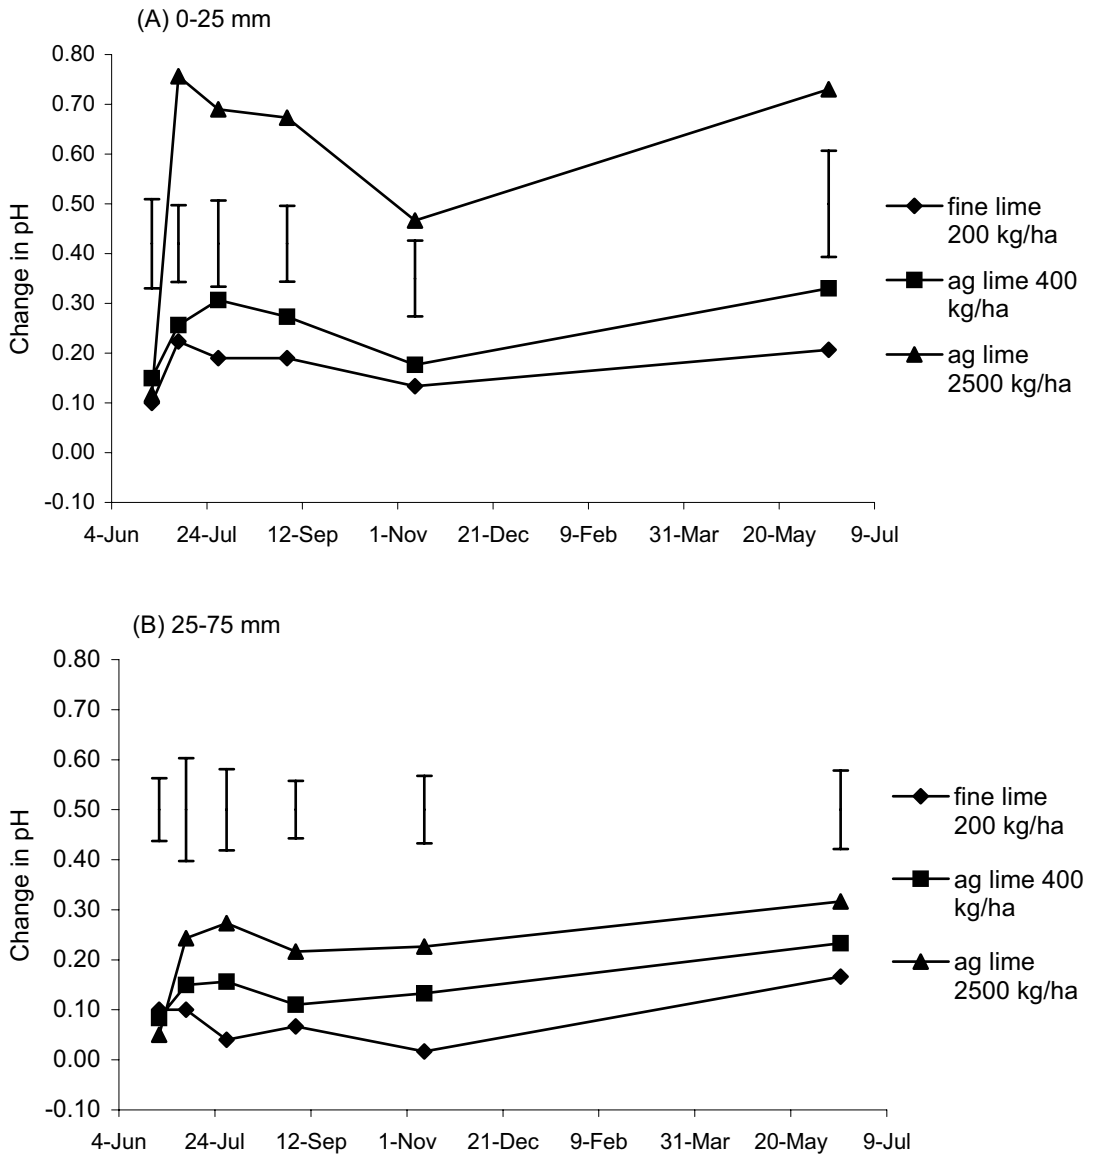 (A) 0-25 mm
0.80
0.70
0.60
0.50
0.40
0.30
0.20
0.10
0.00
-0.10
Change in pH
4-Jun 24-Jul 12-Sep 1-Nov 21-Dec 9-Feb 31-Mar 20-May 9-Jul
fine lime
200 kg/ha
ag lime 400
kg/ha
ag lime
2500 kg/ha
(B) 25-75 mm
0.80
0.70
0.60
0.50
0.40
0.30
0.20
0.10
0.00
-0.10
Change in pH
4-Jun 24-Jul 12-Sep 1-Nov 21-Dec 9-Feb 31-Mar 20-May 9-Jul
fine lime
200 kg/ha
ag lime 400
kg/ha
ag lime
2500 kg/ha